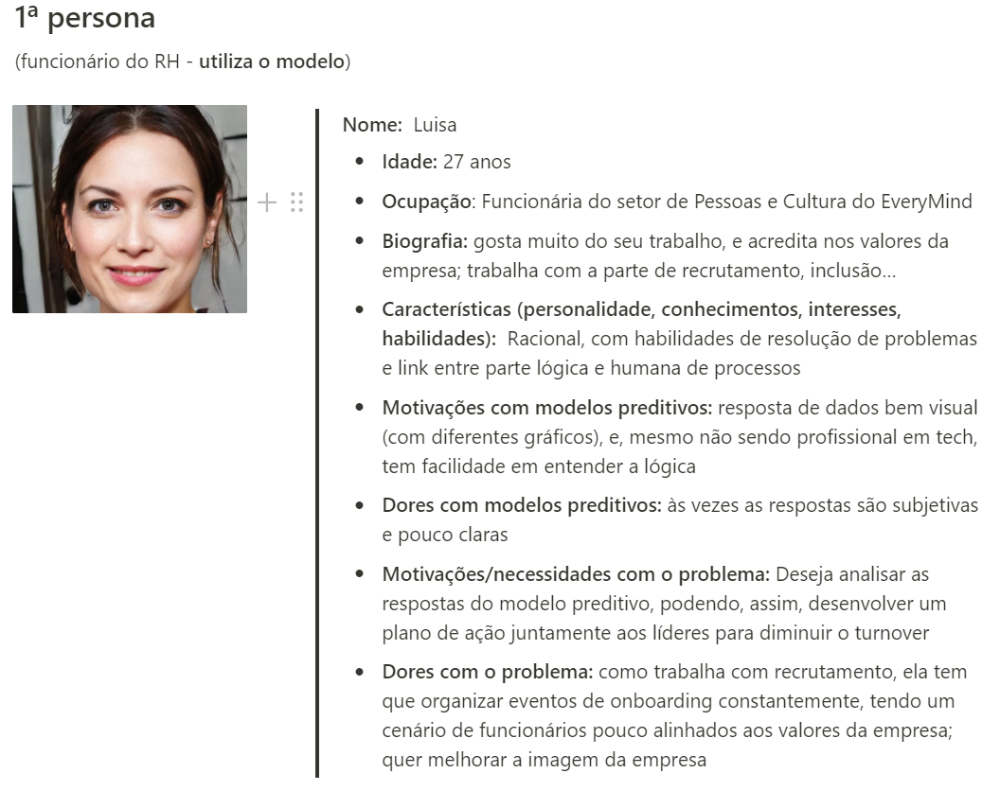 1ª persona
(funcionário do RH - utiliza o modelo)
Nome: Luisa
Idade: 27 anos
Ocupação: Funcionária do setor de Pessoas e Cultura do EveryMind
Biografia: gosta muito do seu trabalho, e acredita nos valores da
empresa; trabalha com a parte de recrutamento, inclusão...
Características (personalidade, conhecimentos, interesses,
habilidades): Racional, com habilidades de resolução de problemas
e link entre parte lógica e humana de processos
Motivações com modelos preditivos: resposta de dados bem visual
(com diferentes gráficos), e, mesmo não sendo profissional em tech,
tem facilidade em entender a lógica
Dores com modelos preditivos: às vezes as respostas são subjetivas
e pouco claras
Motivações/necessidades com o problema: Deseja analisar as
respostas do modelo preditivo, podendo, assim, desenvolver um
plano de ação juntamente aos líderes para diminuir o turnover
Dores com o problema: como trabalha com recrutamento, ela tem
que organizar eventos de onboarding constantemente, tendo um
cenário de funcionários pouco alinhados aos valores da empresa;
quer melhorar a imagem da empresa